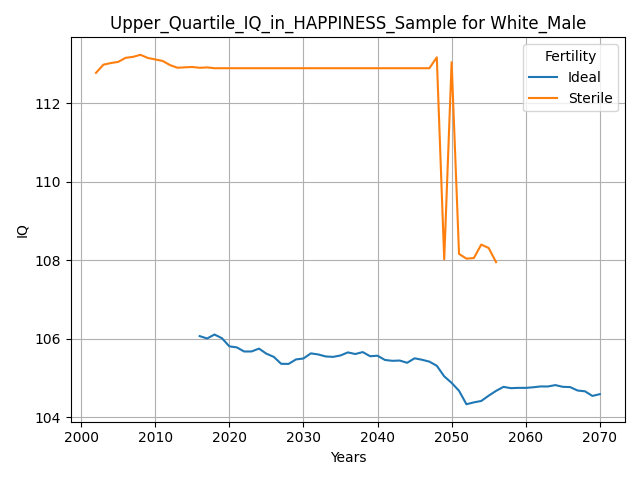 Upper_Quartile_IQ_in_HAPPINESS_Sample for White_Male
Fertility
Ideal
Sterile
112
110
108
106
104
IQ
2000 2010 2020 2030 2040 2050 2060 2070
Years